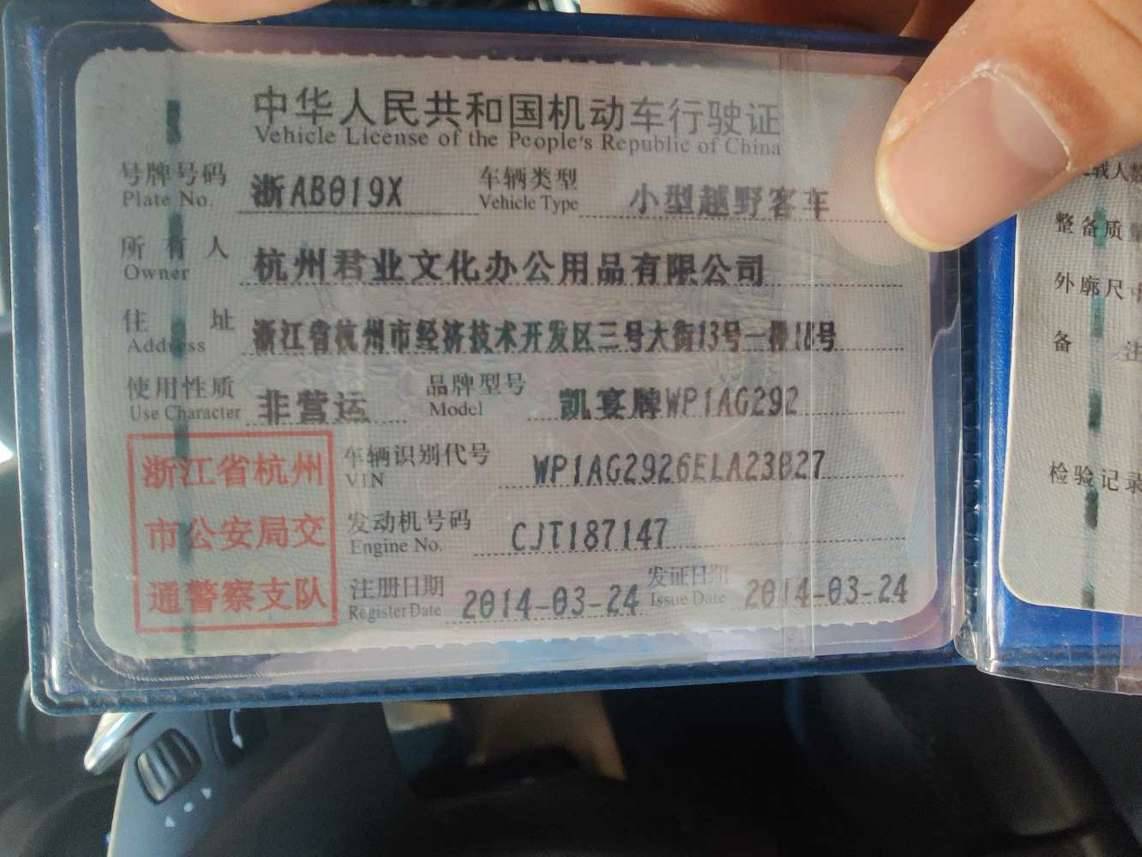 中华人民共和国机动车行驶证
Vehicle License of the People's Republic of China
号牌号码 浙AB019X 车辆类型 小型越野客车
Plate No. Vehicle Type
所有人 杭州君业文化办公用品有限公司
Owner
住址 浙江省杭州市经济技术开发区三号大街13号一楼18号
Address
使用性质 非营运 品牌型号 凯宴牌WP1AG292
Use Character Model
浙江省杭州
市公安局交
通警察支队
车辆识别代号 WP1AG2926ELA23827
VIN
发动机号码 CJT187147
Engine No.
注册日期 2014-03-24 发证日期 2014-03-24
Register Date Issue Date
载人数
整备质
外廓尺
备 注
检验记录